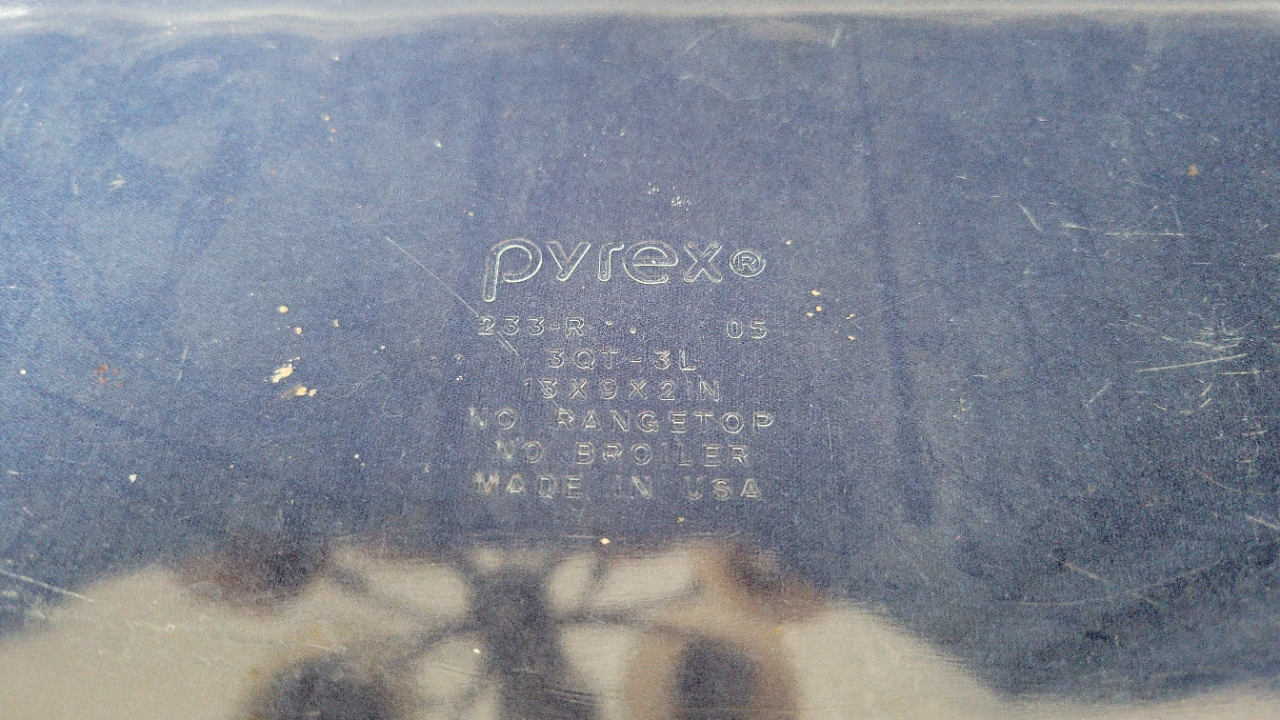 pyrex®
233-R 05
3QT-3L
13X9X2IN
NO RANGETOP
NO BROILER
MADE IN USA